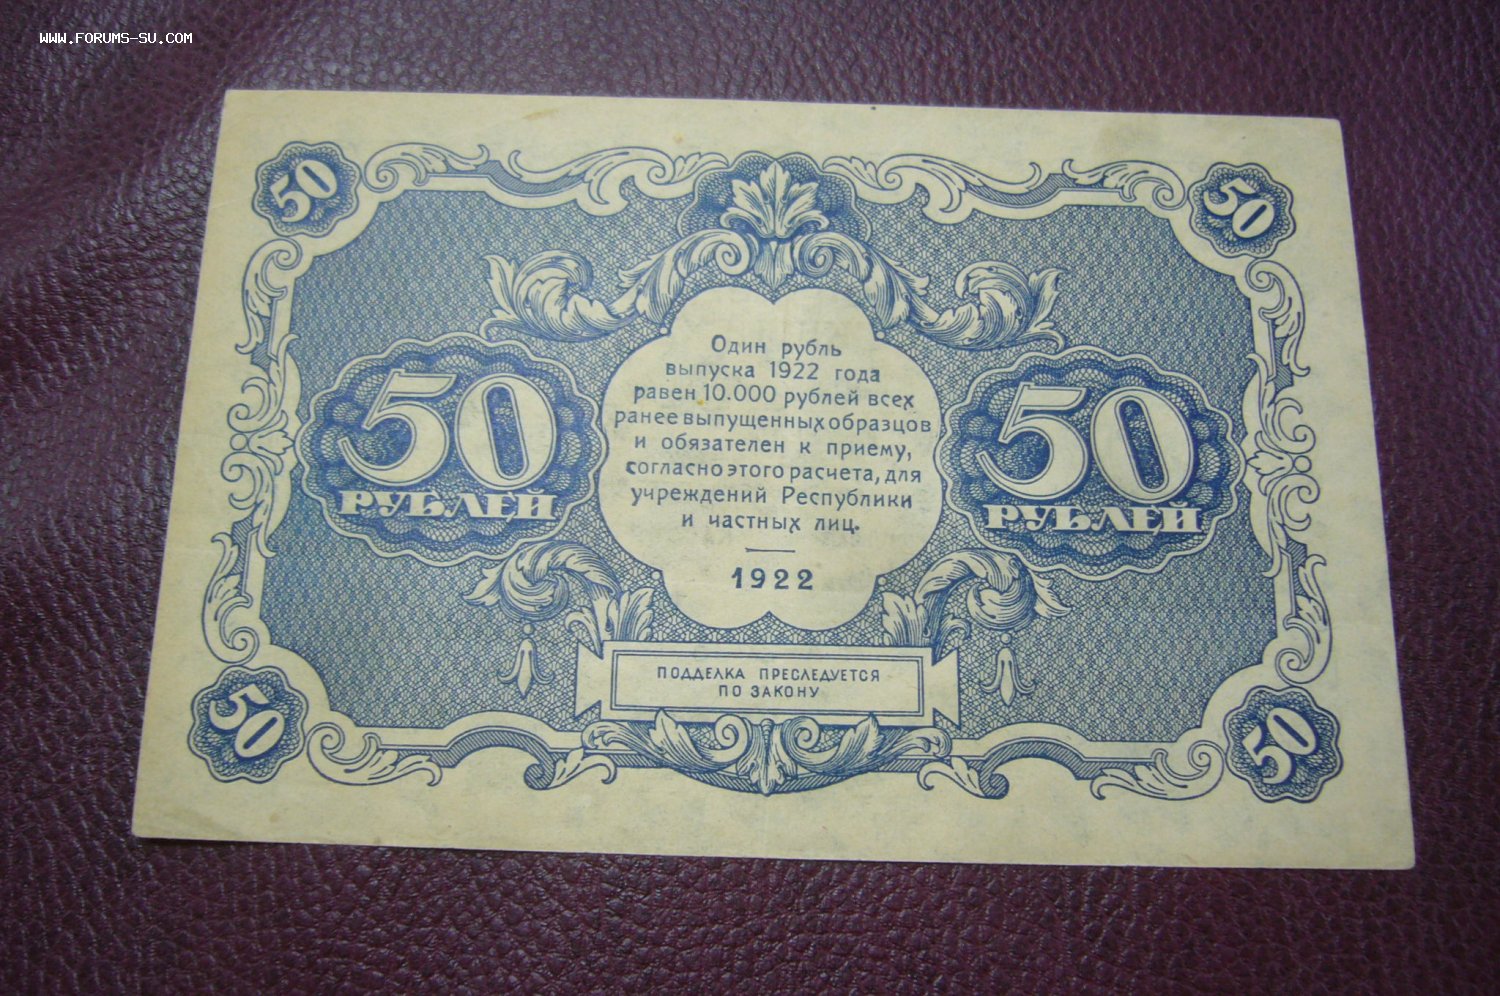 WWW.FORUMS-SU.COM
50
50
Один рубль
выпуска 1922 года
равен 10.000 рублей всех
ранее выпущенных образцов
и обязателен к приему,
согласно этого расчета, для
учреждений Республики
и частных лиц.
1922
50
РУБЛЕЙ
50
РУБЛЕЙ
ПОДДЕЛКА ПРЕСЛЕДУЕТСЯ
ПО ЗАКОНУ
50
50